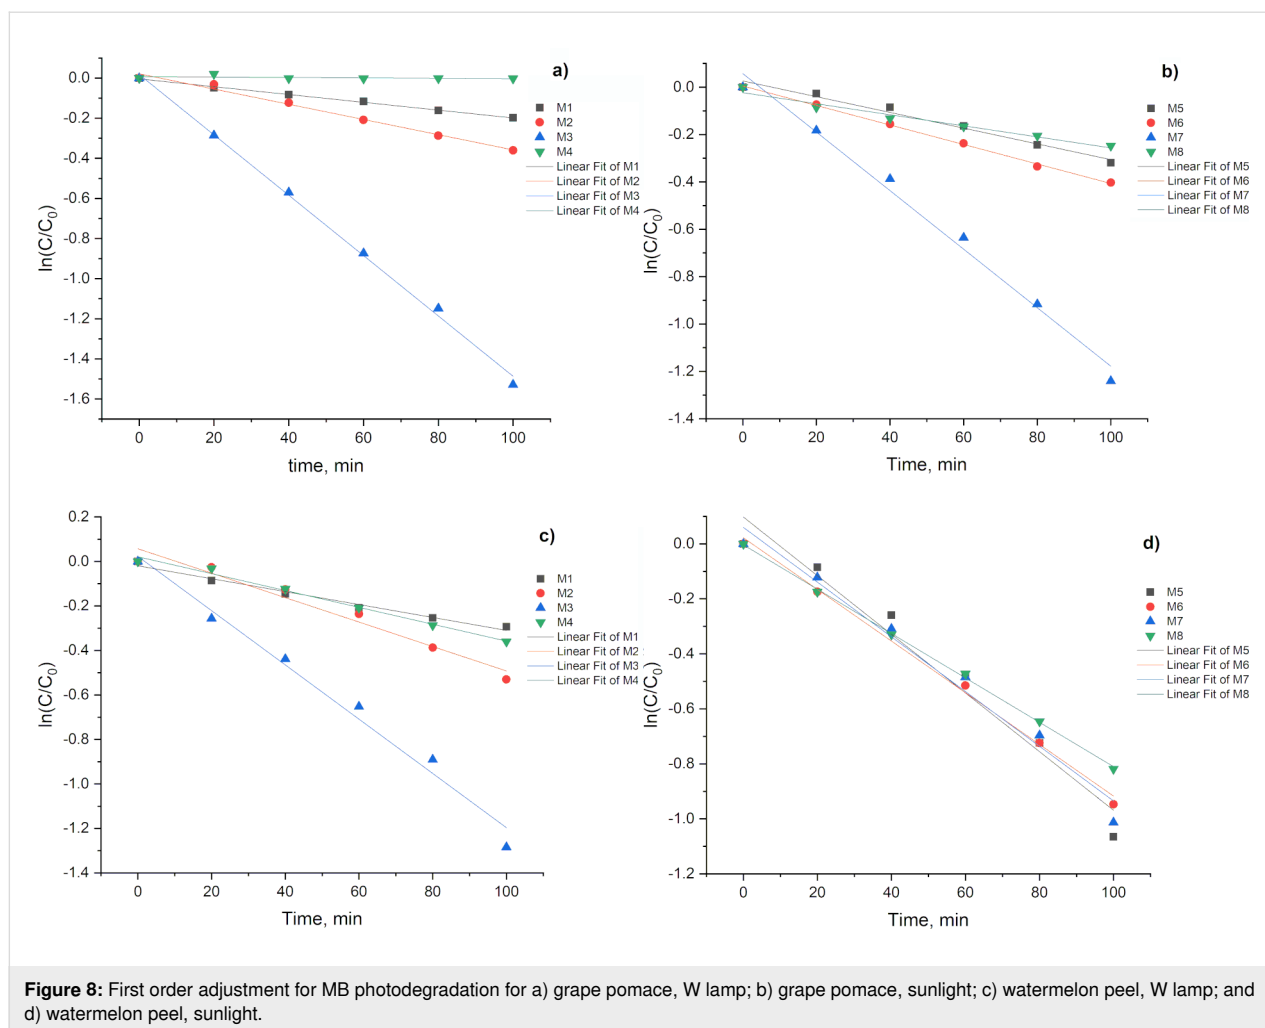 a)
0.0
-0.2
-0.4
-0.6
-0.8
-1.0
-1.2
-1.4
-1.6
ln(C/C0)
0 20 40 60 80 100
time, min
M1
M2
M3
M4
Linear Fit of M1
Linear Fit of M2
Linear Fit of M3
Linear Fit of M4
b)
0.0
-0.2
-0.4
-0.6
-0.8
-1.0
-1.2
-1.4
ln(C/C0)
0 20 40 60 80 100
Time, min
M5
M6
M7
M8
Linear Fit of M5
Linear Fit of M6
Linear Fit of M7
Linear Fit of M8
c)
0.2
0.0
-0.2
-0.4
-0.6
-0.8
-1.0
-1.2
-1.4
ln(C/C0)
0 20 40 60 80 100
Time, min
M1
M2
M3
M4
Linear Fit of M1
Linear Fit of M2
Linear Fit of M3
Linear Fit of M4
d)
0.0
-0.2
-0.4
-0.6
-0.8
-1.0
-1.2
ln(C/C0)
0 20 40 60 80 100
Time, min
M5
M6
M7
M8
Linear Fit of M5
Linear Fit of M6
Linear Fit of M7
Linear Fit of M8
Figure 8: First order adjustment for MB photodegradation for a) grape pomace, W lamp; b) grape pomace, sunlight; c) watermelon peel, W lamp; and
d) watermelon peel, sunlight.